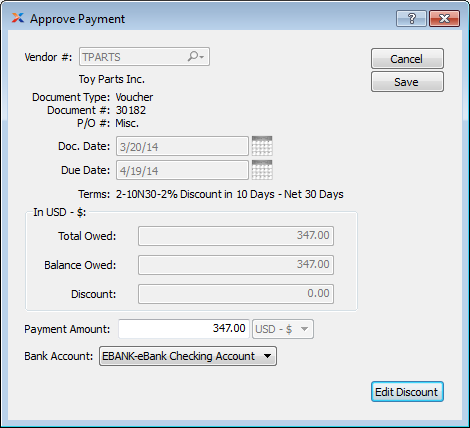 Approve Payment
Vendor #: TPARTS
Cancel
Toy Parts Inc.
Save
Document Type: Voucher
Document #: 30182
P/O #: Misc.
Doc. Date: 3/20/14
Due Date: 4/19/14
Terms: 2-10N30-2% Discount in 10 Days - Net 30 Days
In USD - $:
Total Owed: 347.00
Balance Owed: 347.00
Discount: 0.00
Payment Amount: 347.00 USD - $
Bank Account: EBANK-eBank Checking Account
Edit Discount